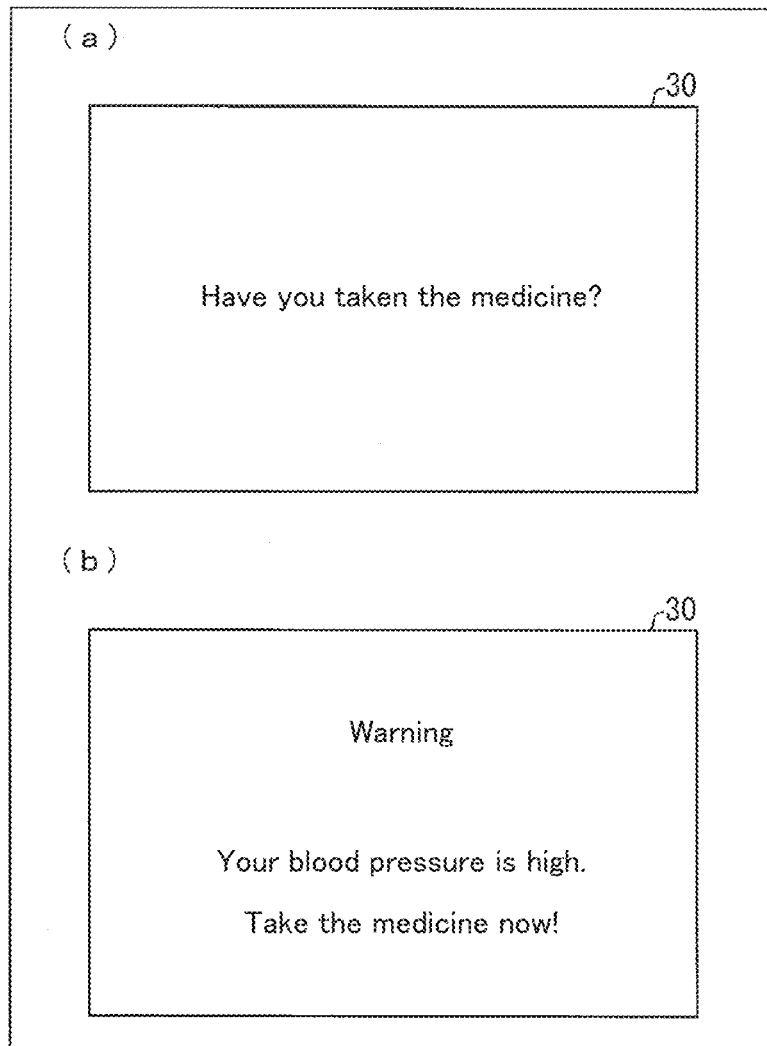 (a)
30
Have you taken the medicine?
(b)
30
Warning
Your blood pressure is high.
Take the medicine now!